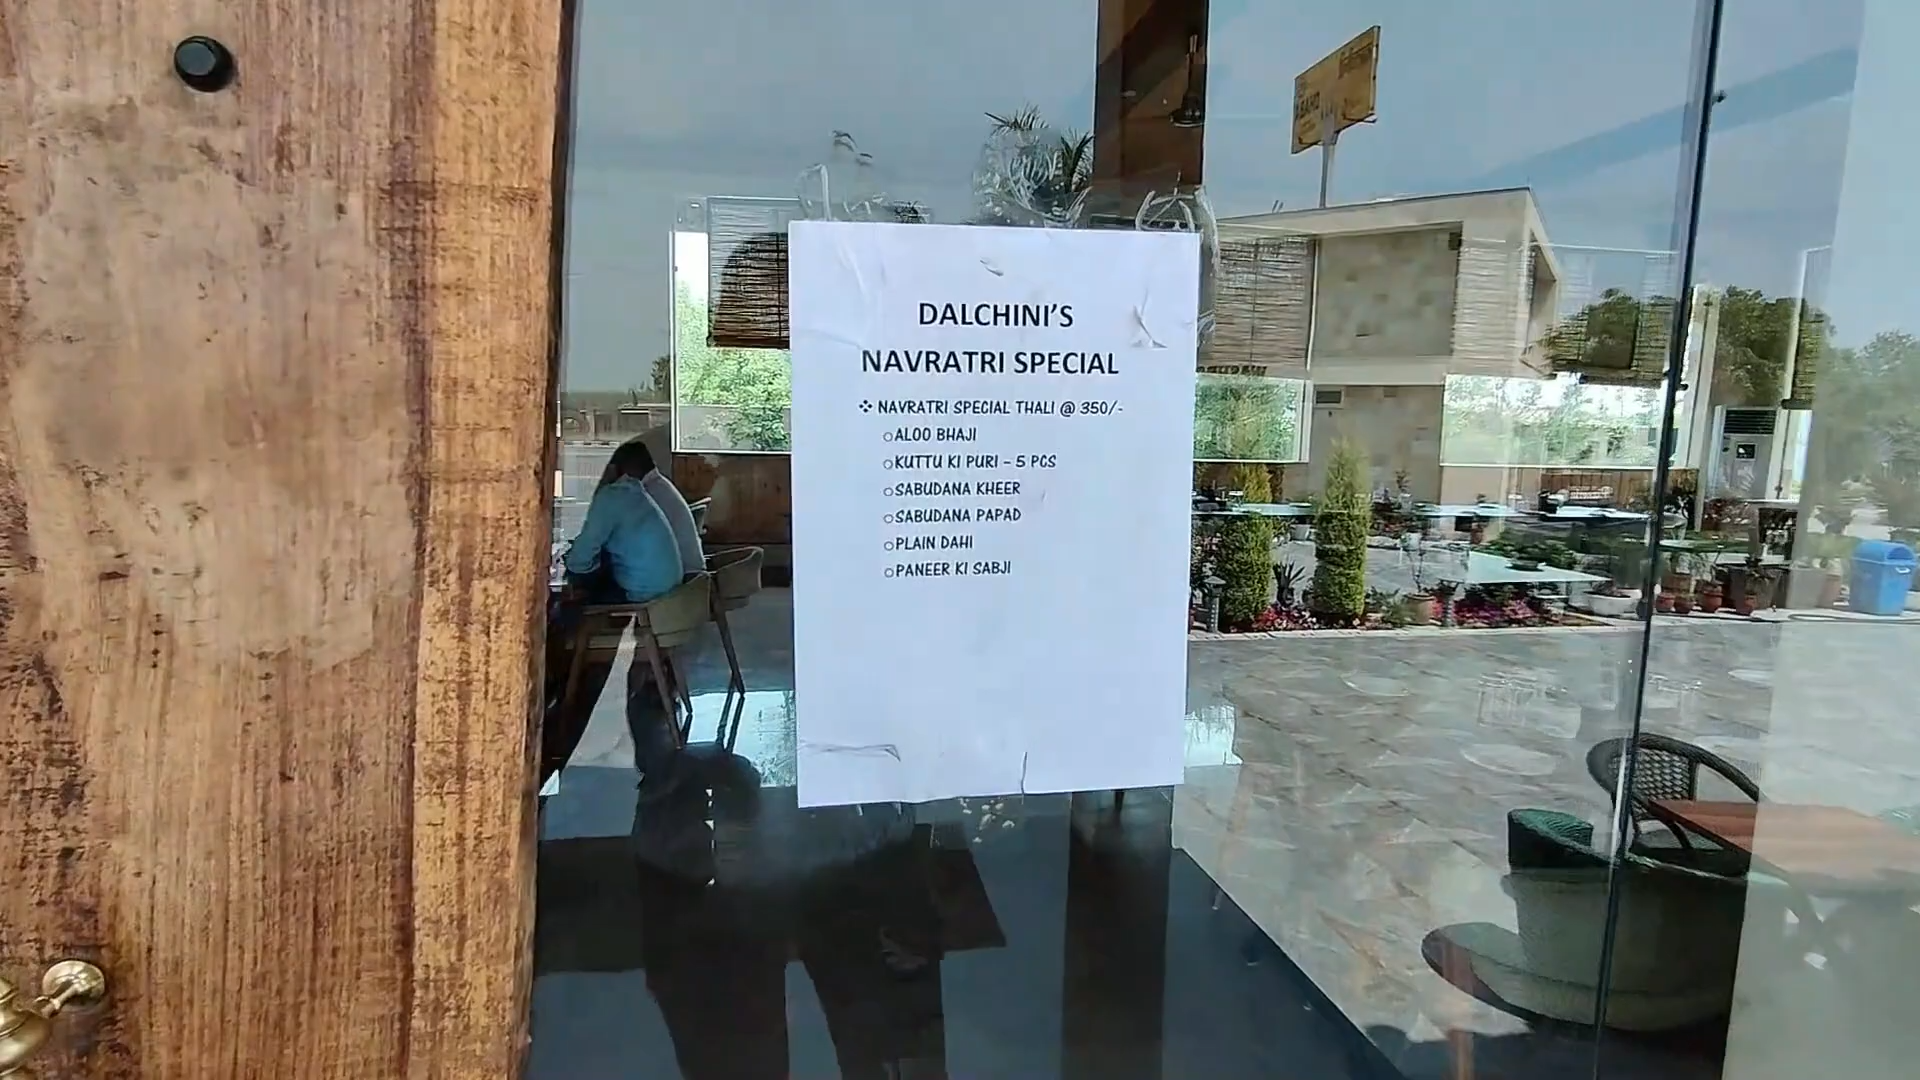 DALCHINI'S
NAVRATRI SPECIAL
❖ NAVRATRI SPECIAL THALI @ 350/-
○ ALOO BHAJI
○ KUTTU KI PURI – 5 PCS
○ SABUDANA KHEER
○ SABUDANA PAPAD
○ PLAIN DAHI
○ PANEER KI SABJI